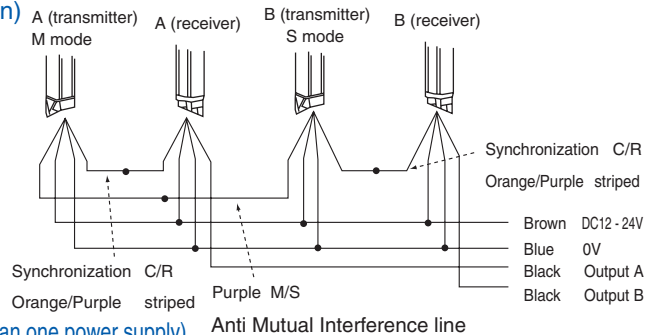 n)
A (transmitter)
M mode
A (receiver)
B (transmitter)
S mode
B (receiver)
Synchronization C/R
Orange/Purple striped
Brown DC12 - 24V
Blue 0V
Black Output A
Black Output B
Synchronization C/R
Orange/Purple striped
Purple M/S
an one power supply)
Anti Mutual Interference line